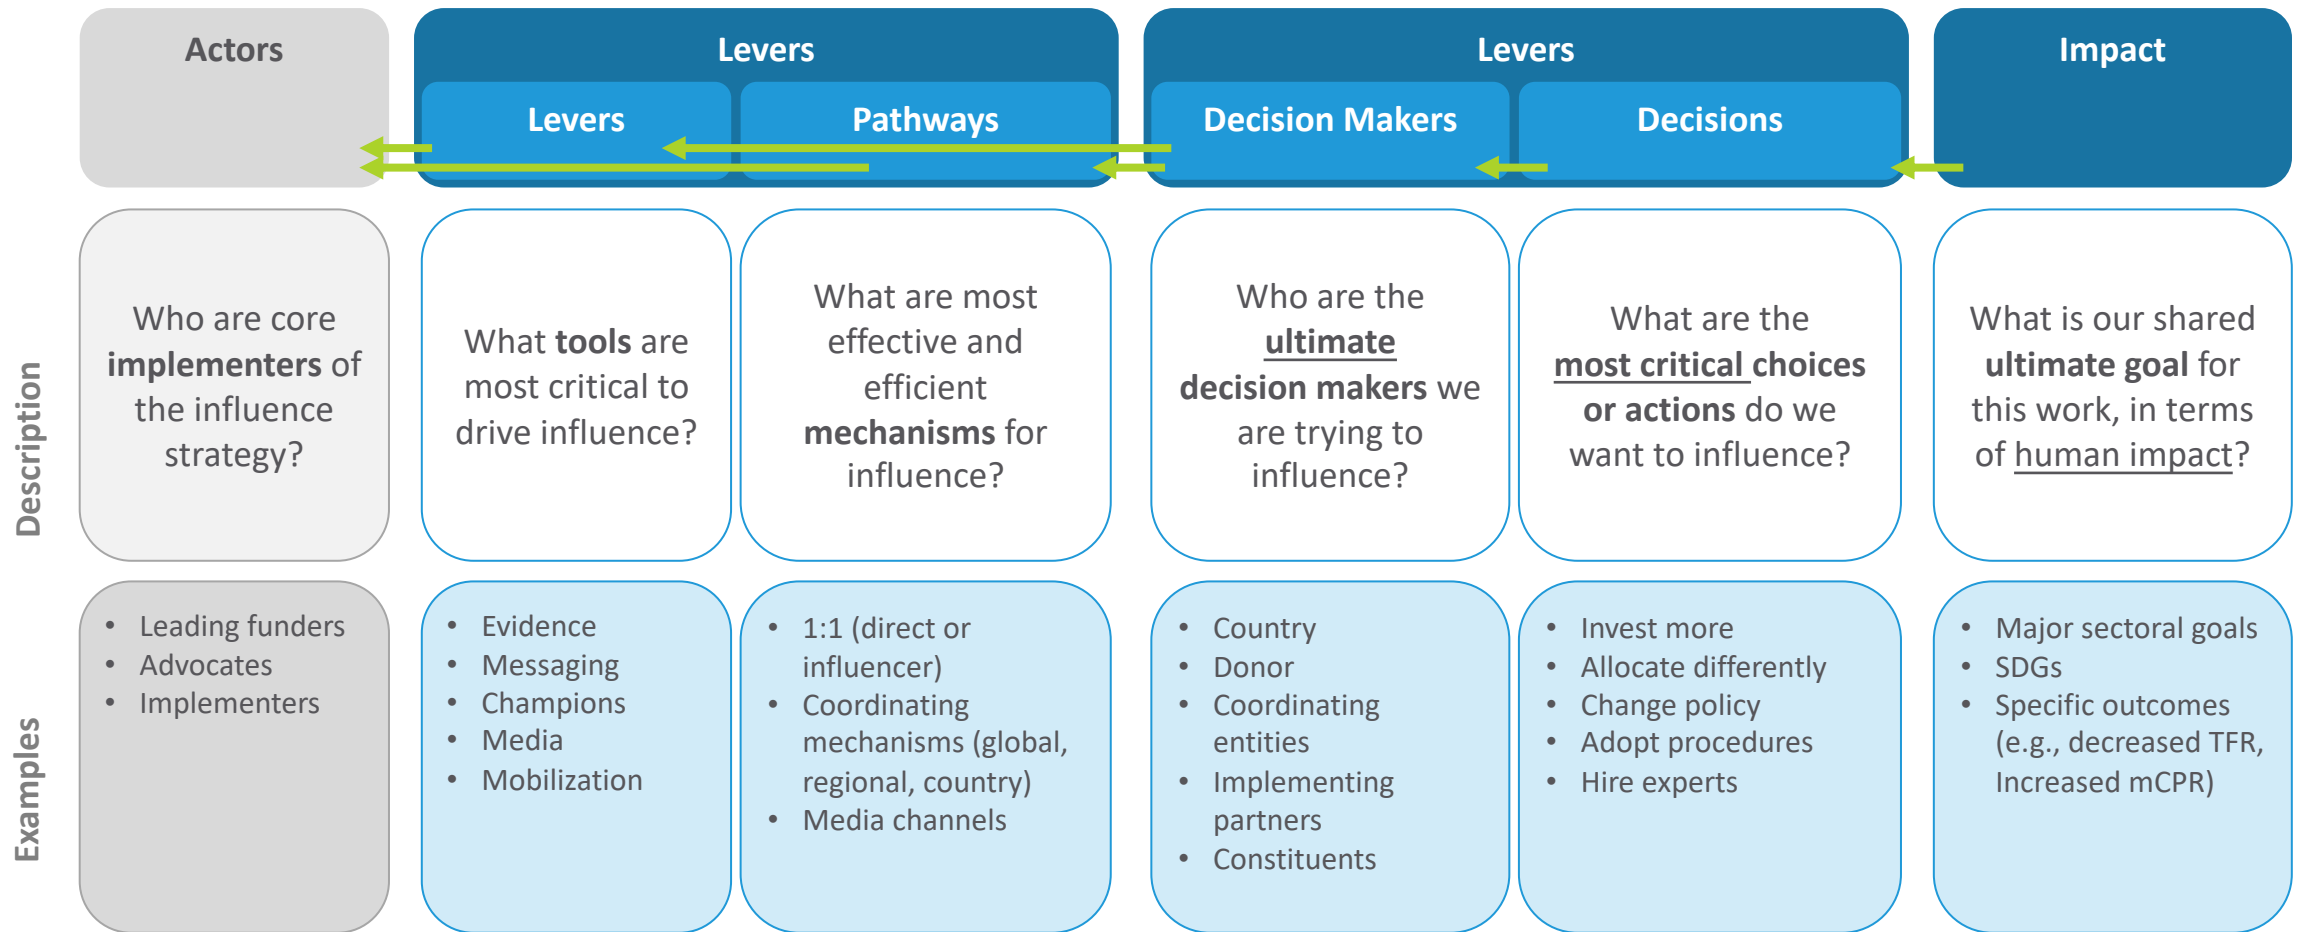 Actors
Levers
Levers
Impact
Levers
Pathways
Decision Makers
Decisions
Description
Who are core
implementers of
the influence
strategy?
What tools are
most critical to
drive influence?
What are most
effective and
efficient
mechanisms for
influence?
Who are the
ultimate
decision makers we
are trying to
influence?
What are the
most critical choices
or actions do we
want to influence?
What is our shared
ultimate goal for
this work, in terms
of human impact?
Examples
• Leading funders
• Advocates
• Implementers
• Evidence
• Messaging
• Champions
• Media
• Mobilization
• 1:1 (direct or
influencer)
• Coordinating
mechanisms (global,
regional, country)
• Media channels
• Country
• Donor
• Coordinating
entities
• Implementing
partners
• Constituents
• Invest more
• Allocate differently
• Change policy
• Adopt procedures
• Hire experts
• Major sectoral goals
• SDGs
• Specific outcomes
(e.g., decreased TFR,
Increased mCPR)